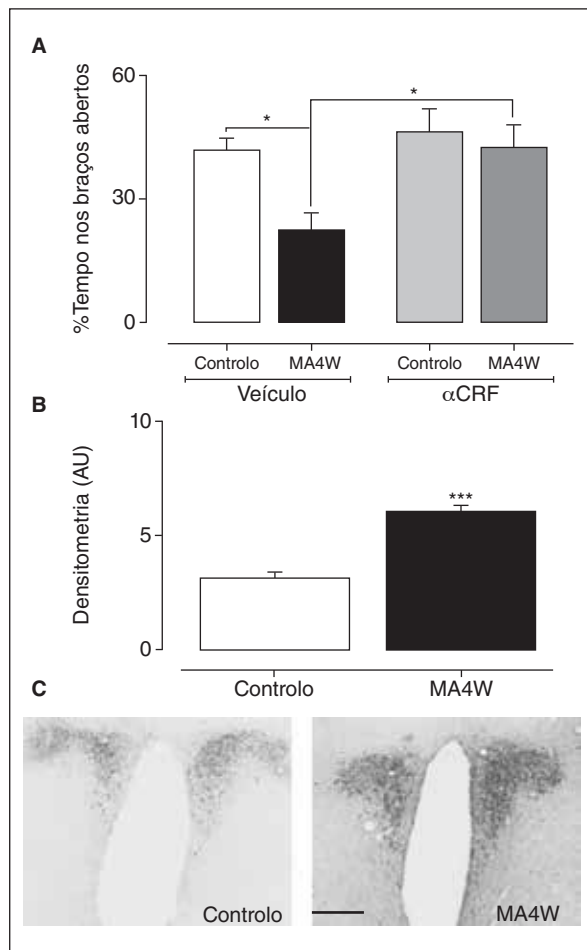 A
%Tempo nos braços abertos
60
30
0
*
*
Controlo MA4W Controlo MA4W
Veículo αCRF
B
Densitometria (AU)
10
5
0
***
Controlo MA4W
C
Controlo MA4W